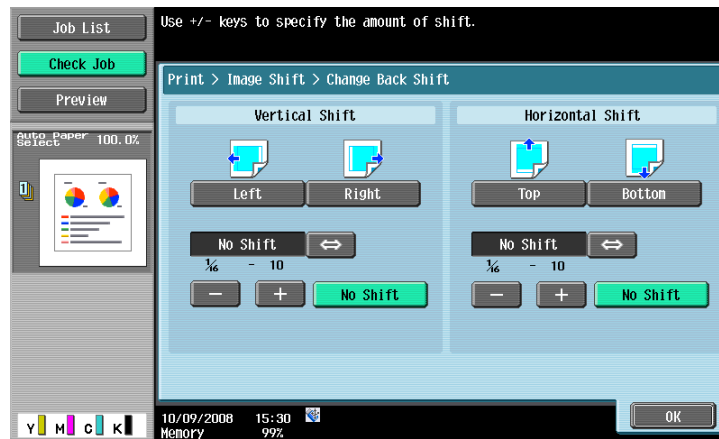 Job List
Use +/- keys to specify the amount of shift.
Check Job
Preview
Print > Image Shift > Change Back Shift
Auto Paper Select 100.0%
Vertical Shift
Horizontal Shift
Left Right
Top Bottom
No Shift
1/16 - 10
- + No Shift
No Shift
1/16 - 10
- + No Shift
OK
10/09/2008 15:30
Memory 99%
Y M C K